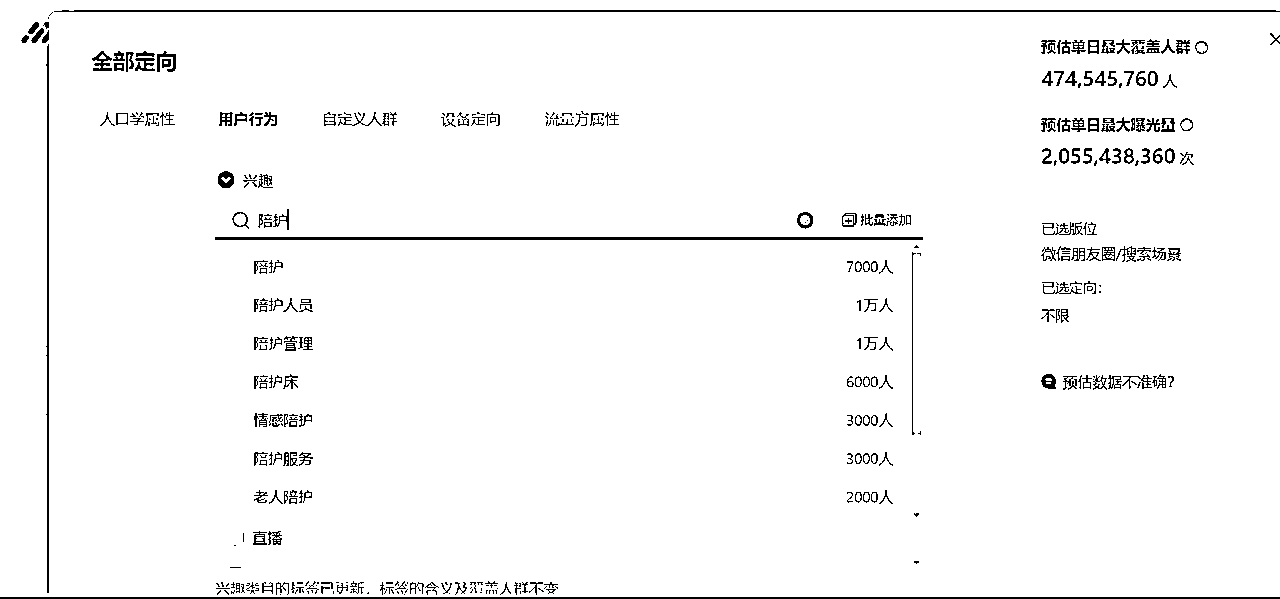 全部定向
人口学属性 用户行为 自定义人群 设备定向 流量方属性
兴趣
陪护 批量添加
陪护 7000人
陪护人员 1万人
陪护管理 1万人
陪护床 6000人
情感陪护 3000人
陪护服务 3000人
老人陪护 2000人
直播
兴趣类目的标签已更新，标签的含义及覆盖人群不变
预估单日最大覆盖人群
474,545,760 人
预估单日最大曝光量
2,055,438,360 次
已选版位
微信朋友圈/搜索场景
已选定向：
不限
预估数据不准确？